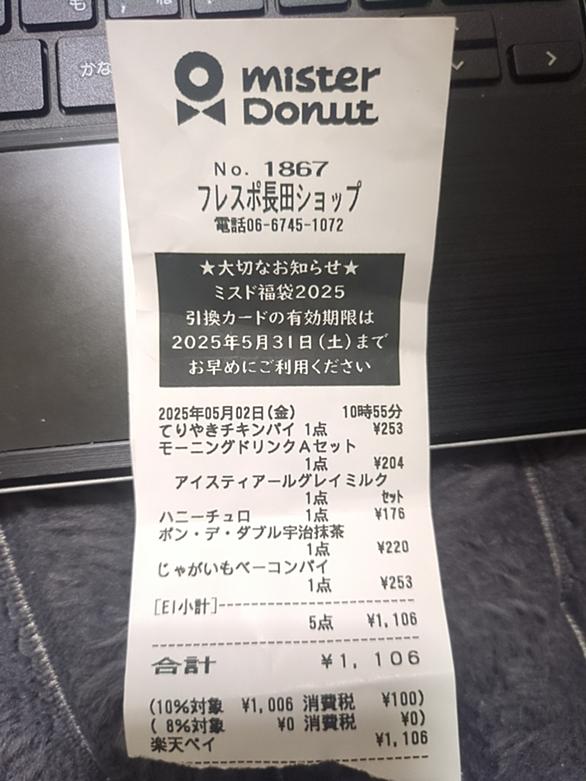 も
かな
mister
Donut
No. 1867
フレスポ長田ショップ
電話06-6745-1072
★大切なお知らせ★
ミスド福袋2025
引換カードの有効期限は
2025年5月31日(土)まで
お早めにご利用ください
2025年05月02日(金) 10時55分
てりやきチキンパイ 1点 ¥253
モーニングドリンクAセット
1点 ¥204
アイスティアールグレイミルク
1点 セット
ハニーチュロ 1点 ¥176
ポン・デ・ダブル宇治抹茶
1点 ¥220
じゃがいもベーコンパイ
1点 ¥253
[EI小計]--------------------
5点 ¥1,106
合計 ¥1,106
(10%対象 ¥1,006 消費税 ¥100)
( 8%対象 ¥0 消費税 ¥0)
楽天ペイ ¥1,106